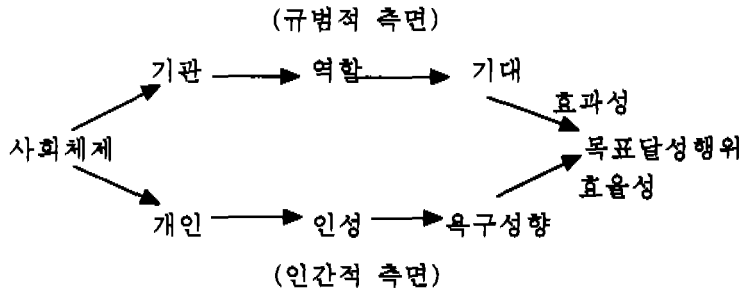 (규범적 측면)
기관 역할 기대
효과성
사회체제 목표달성행위
효율성
개인 인성 욕구성향
(인간적 측면)